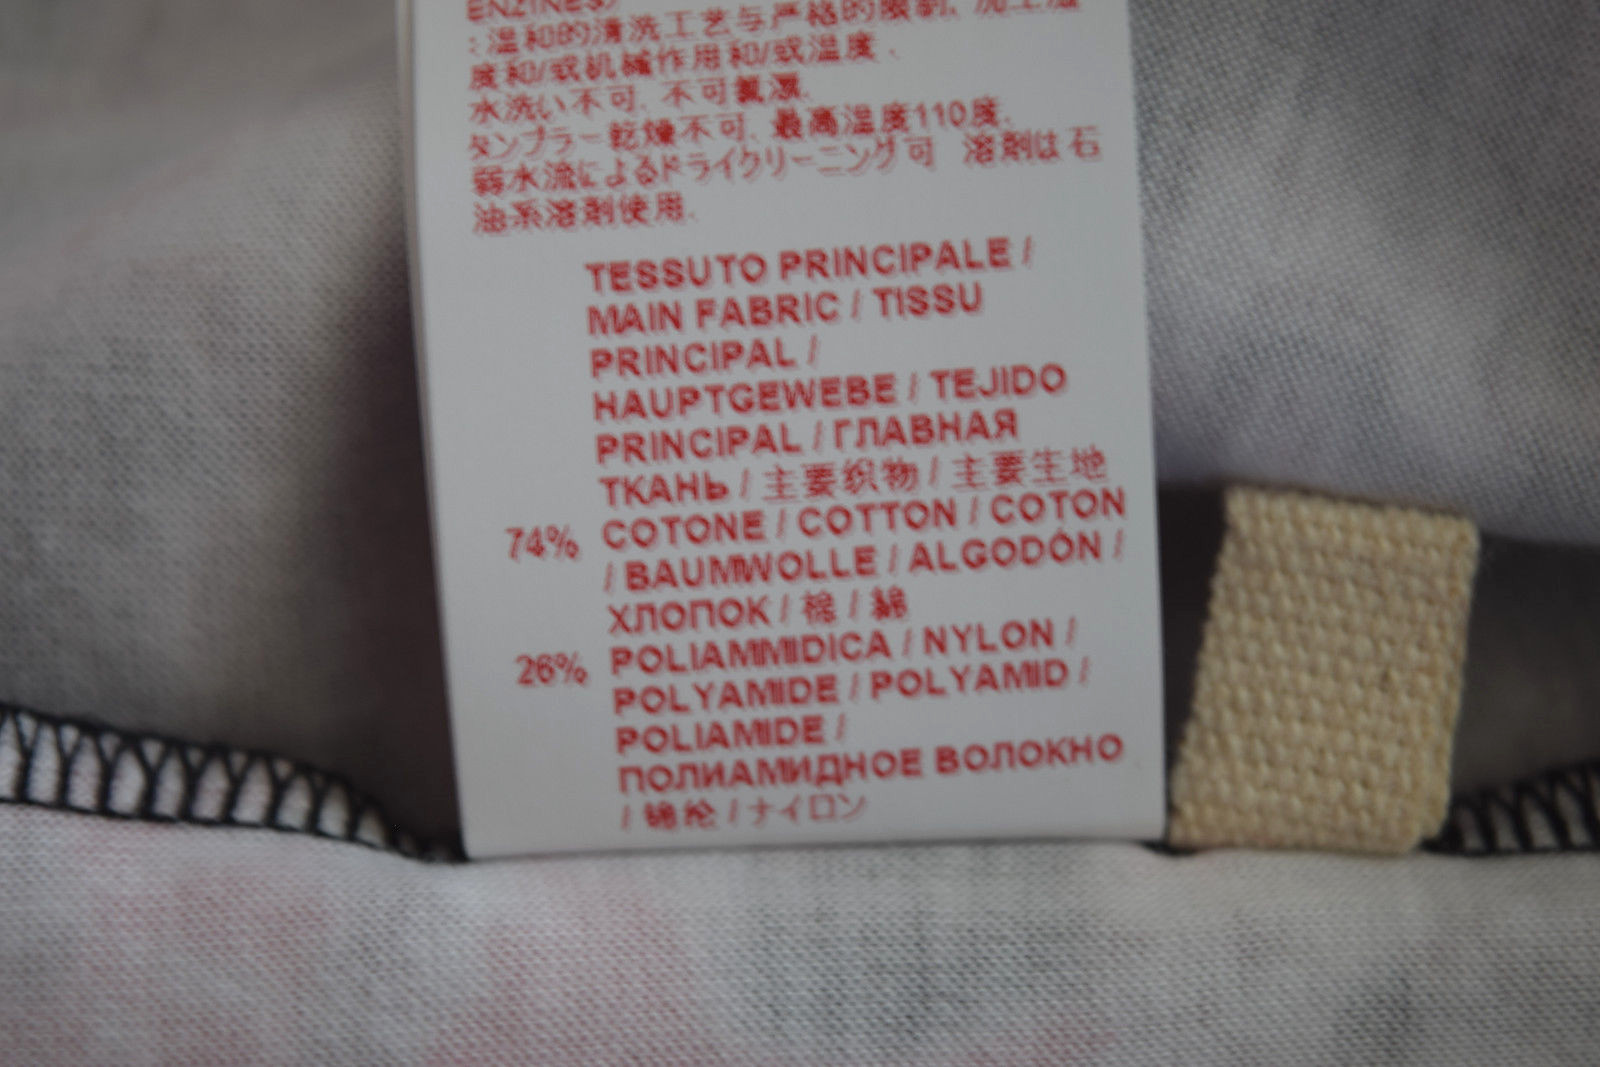 ENZINES)
:温和的清洗工艺与严格的限制, 加工温
度和/或机械作用和/或温度 .
水洗い不可. 不可氯漂.
タンブラー乾燥不可. 最高温度110度.
弱水流によるドライクリーニング可 溶剤は石
油系溶剤使用.
TESSUTO PRINCIPALE /
MAIN FABRIC / TISSU
PRINCIPAL /
HAUPTGEWEBE / TEJIDO
PRINCIPAL / ГЛАВНАЯ
ТКАНЬ / 主要织物 / 主要生地
74% COTONE / COTTON / COTON
/ BAUMWOLLE / ALGODÓN /
ХЛОПОК / 棉 / 綿
26% POLIAMMIDICA / NYLON /
POLYAMIDE / POLYAMID /
POLIAMIDE /
ПОЛИАМИДНОЕ ВОЛОКНО
/ 锦纶 / ナイロン